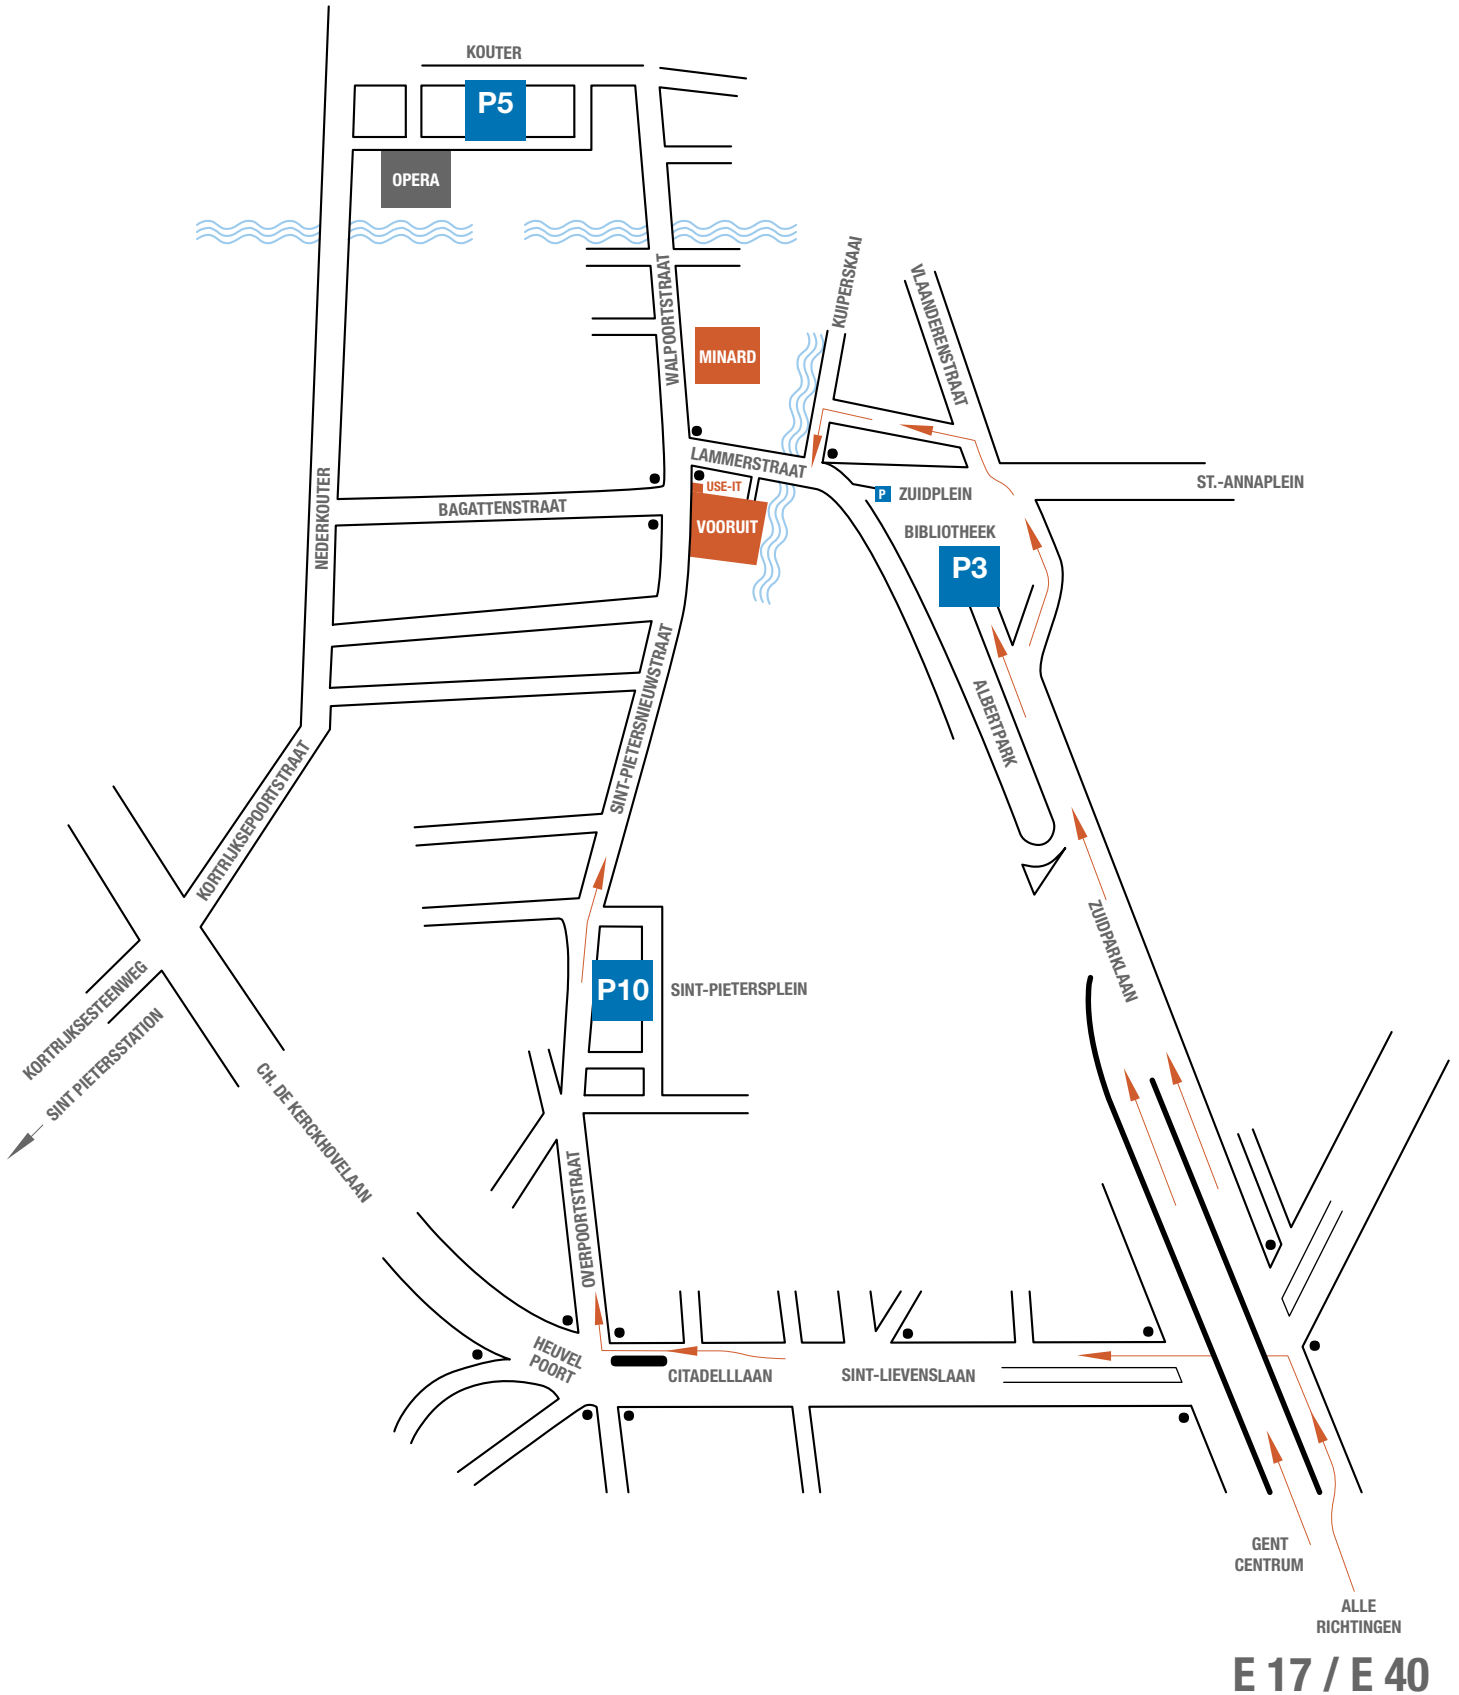 KOUTER
P5
OPERA
KUIPERSKAAI
VLAANDERENSTRAAT
WALPOORTSTRAAT
MINARD
LAMMERSTRAAT
ST.-ANNAPLEIN
USE-IT
P
ZUIDPLEIN
NEDERKOUTER
BAGATTENSTRAAT
VOORUIT
BIBLIOTHEEK
P3
SINT-PIETERSNIEUWSTRAAT
ALBERTPARK
KORTRIJKSEPOORTSTRAAT
ZUIDPARKLAAN
P10
SINT-PIETERSPLEIN
KORTRIJKSESTEENWEG
SINT PIETERSSTATION
CH. DE KERCKHOVELAAN
OVERPOORTSTRAAT
HEUVEL
POORT
CITADELLLAAN
SINT-LIEVENSLAAN
GENT
CENTRUM
ALLE
RICHTINGEN
E 17 / E 40